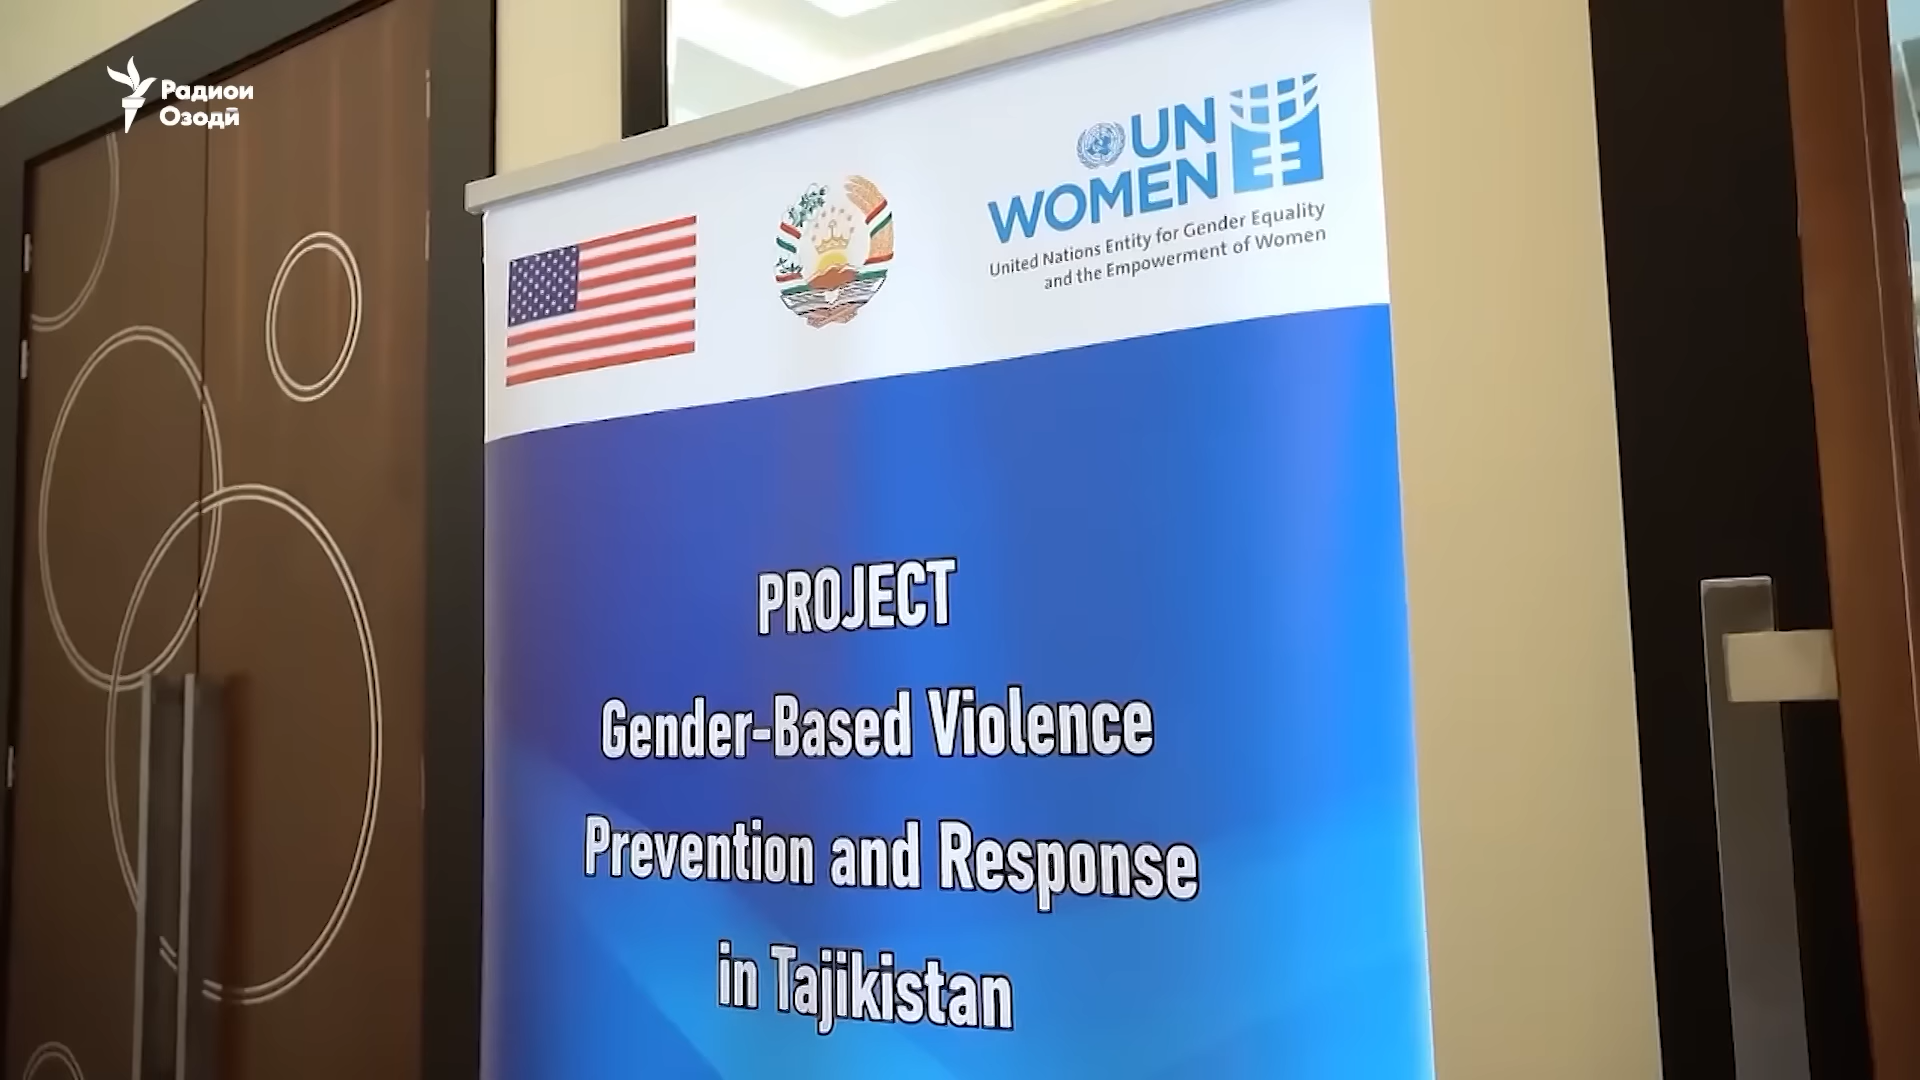 Радиои
Озодӣ
UN
WOMEN
United Nations Entity for Gender Equality
and the Empowerment of Women
PROJECT
Gender-Based Violence
Prevention and Response
in Tajikistan